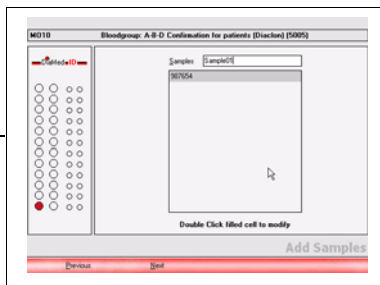 MO10 Bloodgroup: A-B-D Confirmation for patients (Diaclon) (5005)
DiaMed-ID
Samples Sample01
987654
Double Click filled cell to modify
Add Samples
Previous Next